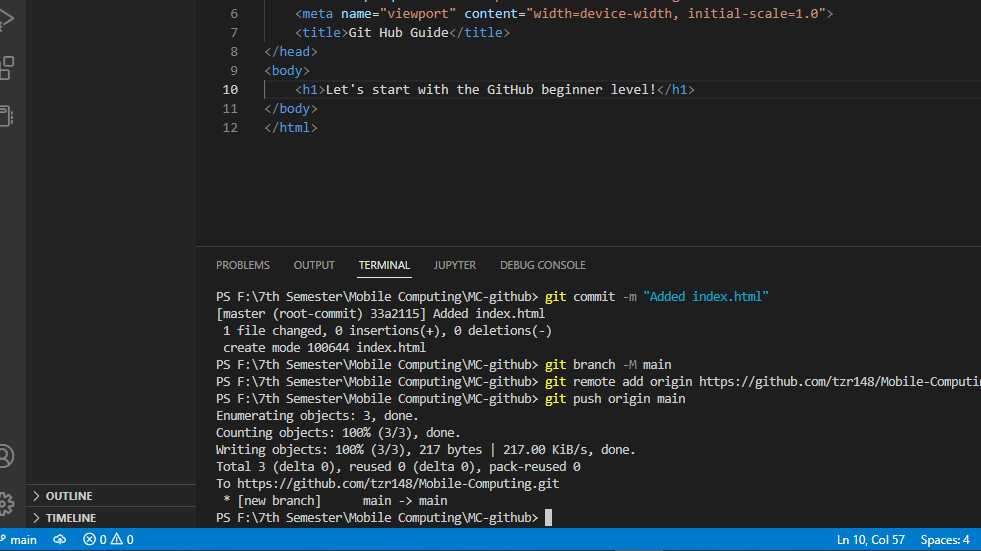 6 <meta name="viewport" content="width=device-width, initial-scale=1.0">
7 <title>Git Hub Guide</title>
8 </head>
9 <body>
10 <h1>Let's start with the GitHub beginner level!</h1>
11 </body>
12 </html>
PROBLEMS OUTPUT TERMINAL JUPYTER DEBUG CONSOLE
PS F:\7th Semester\Mobile Computing\MC-github> git commit -m "Added index.html"
[master (root-commit) 33a2115] Added index.html
1 file changed, 0 insertions(+), 0 deletions(-)
create mode 100644 index.html
PS F:\7th Semester\Mobile Computing\MC-github> git branch -M main
PS F:\7th Semester\Mobile Computing\MC-github> git remote add origin https://github.com/tzr148/Mobile-Computin
PS F:\7th Semester\Mobile Computing\MC-github> git push origin main
Enumerating objects: 3, done.
Counting objects: 100% (3/3), done.
Writing objects: 100% (3/3), 217 bytes | 217.00 KiB/s, done.
Total 3 (delta 0), reused 0 (delta 0), pack-reused 0
To https://github.com/tzr148/Mobile-Computing.git
* [new branch] main -> main
PS F:\7th Semester\Mobile Computing\MC-github>
OUTLINE
TIMELINE
main 0 0 Ln 10, Col 57 Spaces: 4